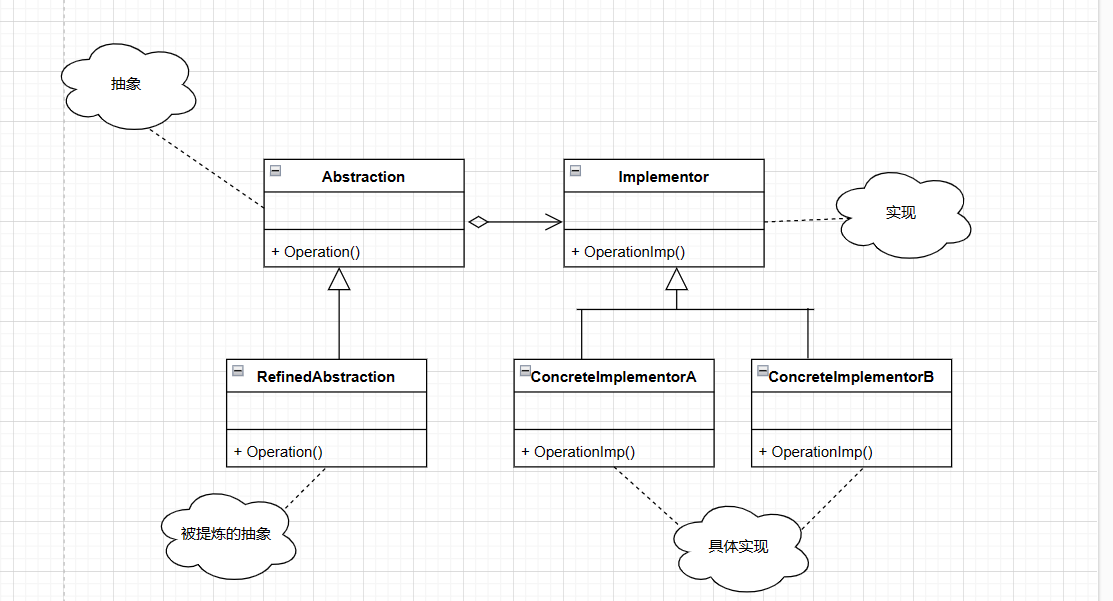 抽象
Abstraction
+ Operation()
Implementor
+ OperationImp()
实现
RefinedAbstraction
+ Operation()
ConcreteImplementorA
+ OperationImp()
ConcreteImplementorB
+ OperationImp()
被提炼的抽象
具体实现